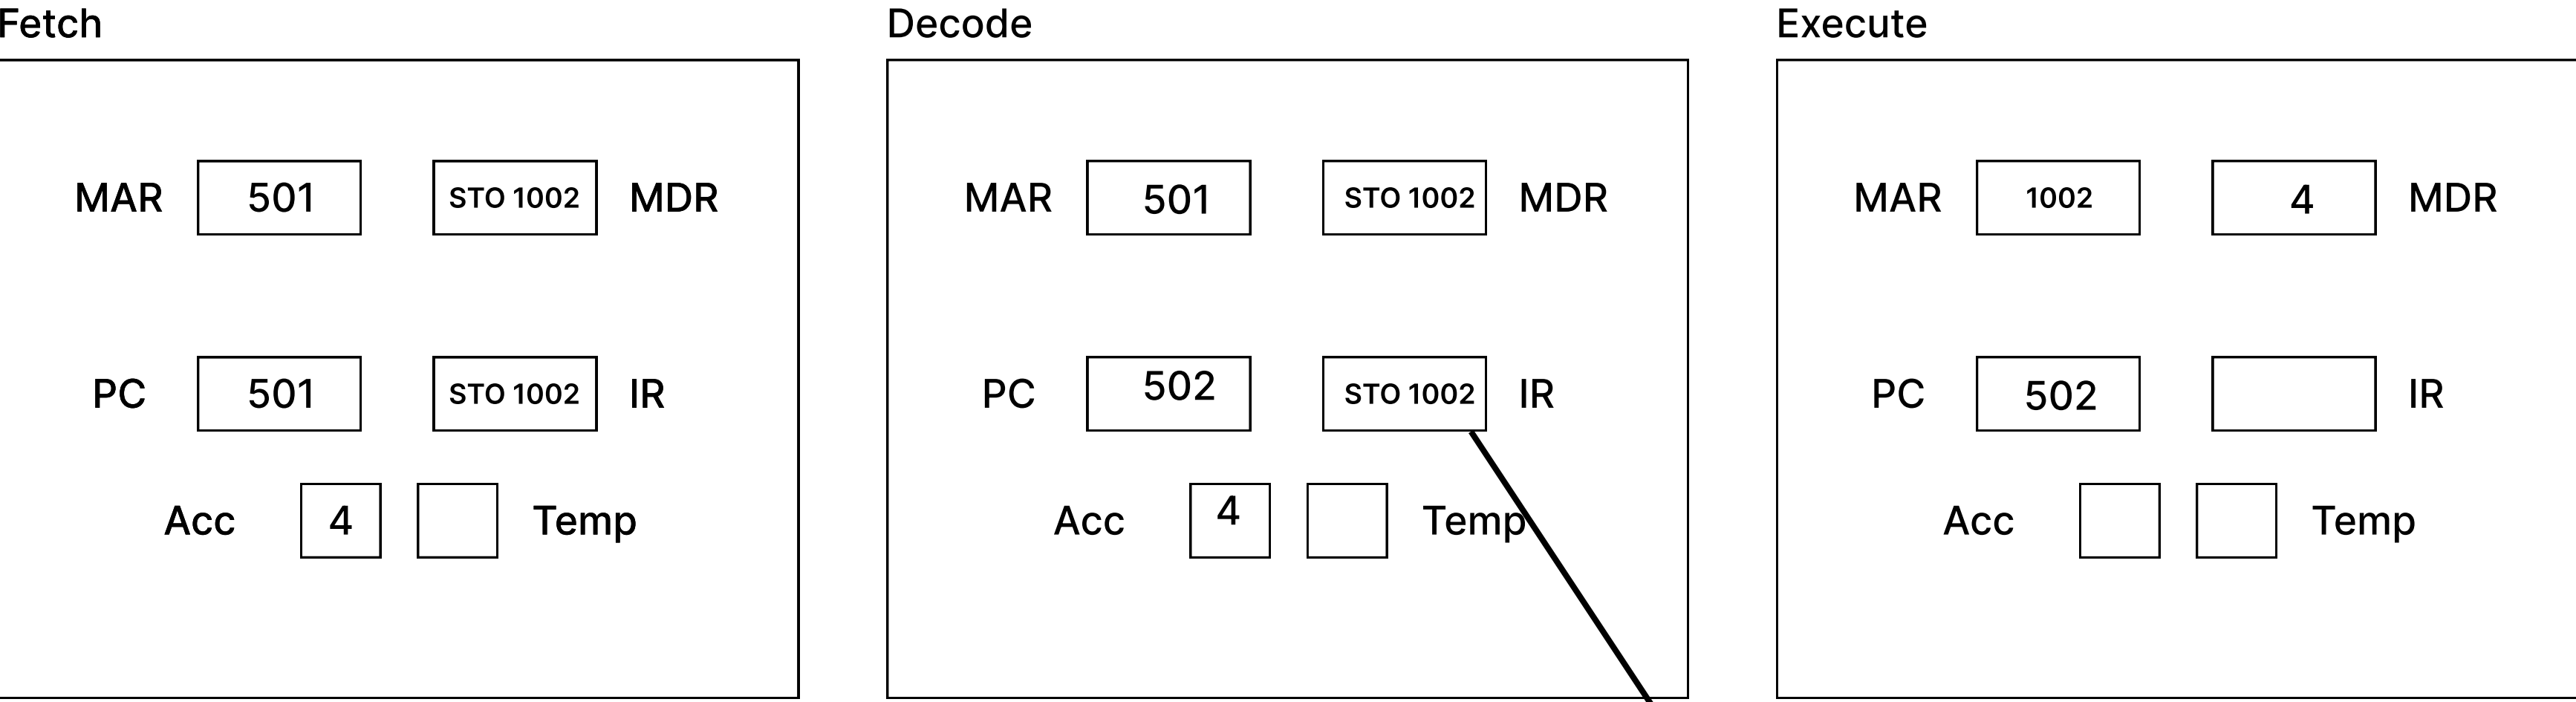 Fetch
MAR 501 STO 1002 MDR
PC 501 STO 1002 IR
Acc 4 Temp
Decode
MAR 501 STO 1002 MDR
PC 502 STO 1002 IR
Acc 4 Temp
Execute
MAR 1002 4 MDR
PC 502 IR
Acc Temp